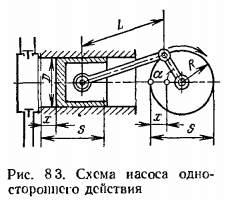 L
D
α
R
x
x
S
S
Рис. 83. Схема насоса одно-
стороннего действия